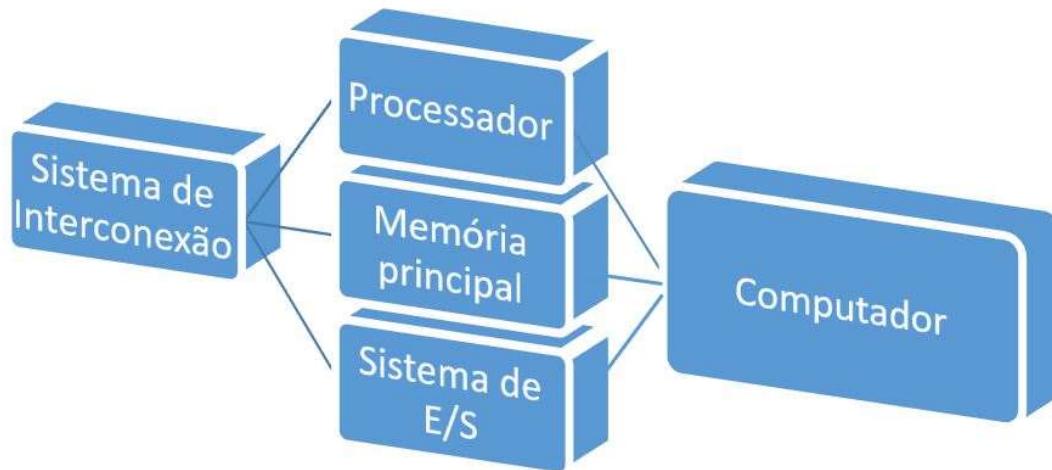 Sistema de
Interconexão
Processador
Memória
principal
Sistema de
E/S
Computador